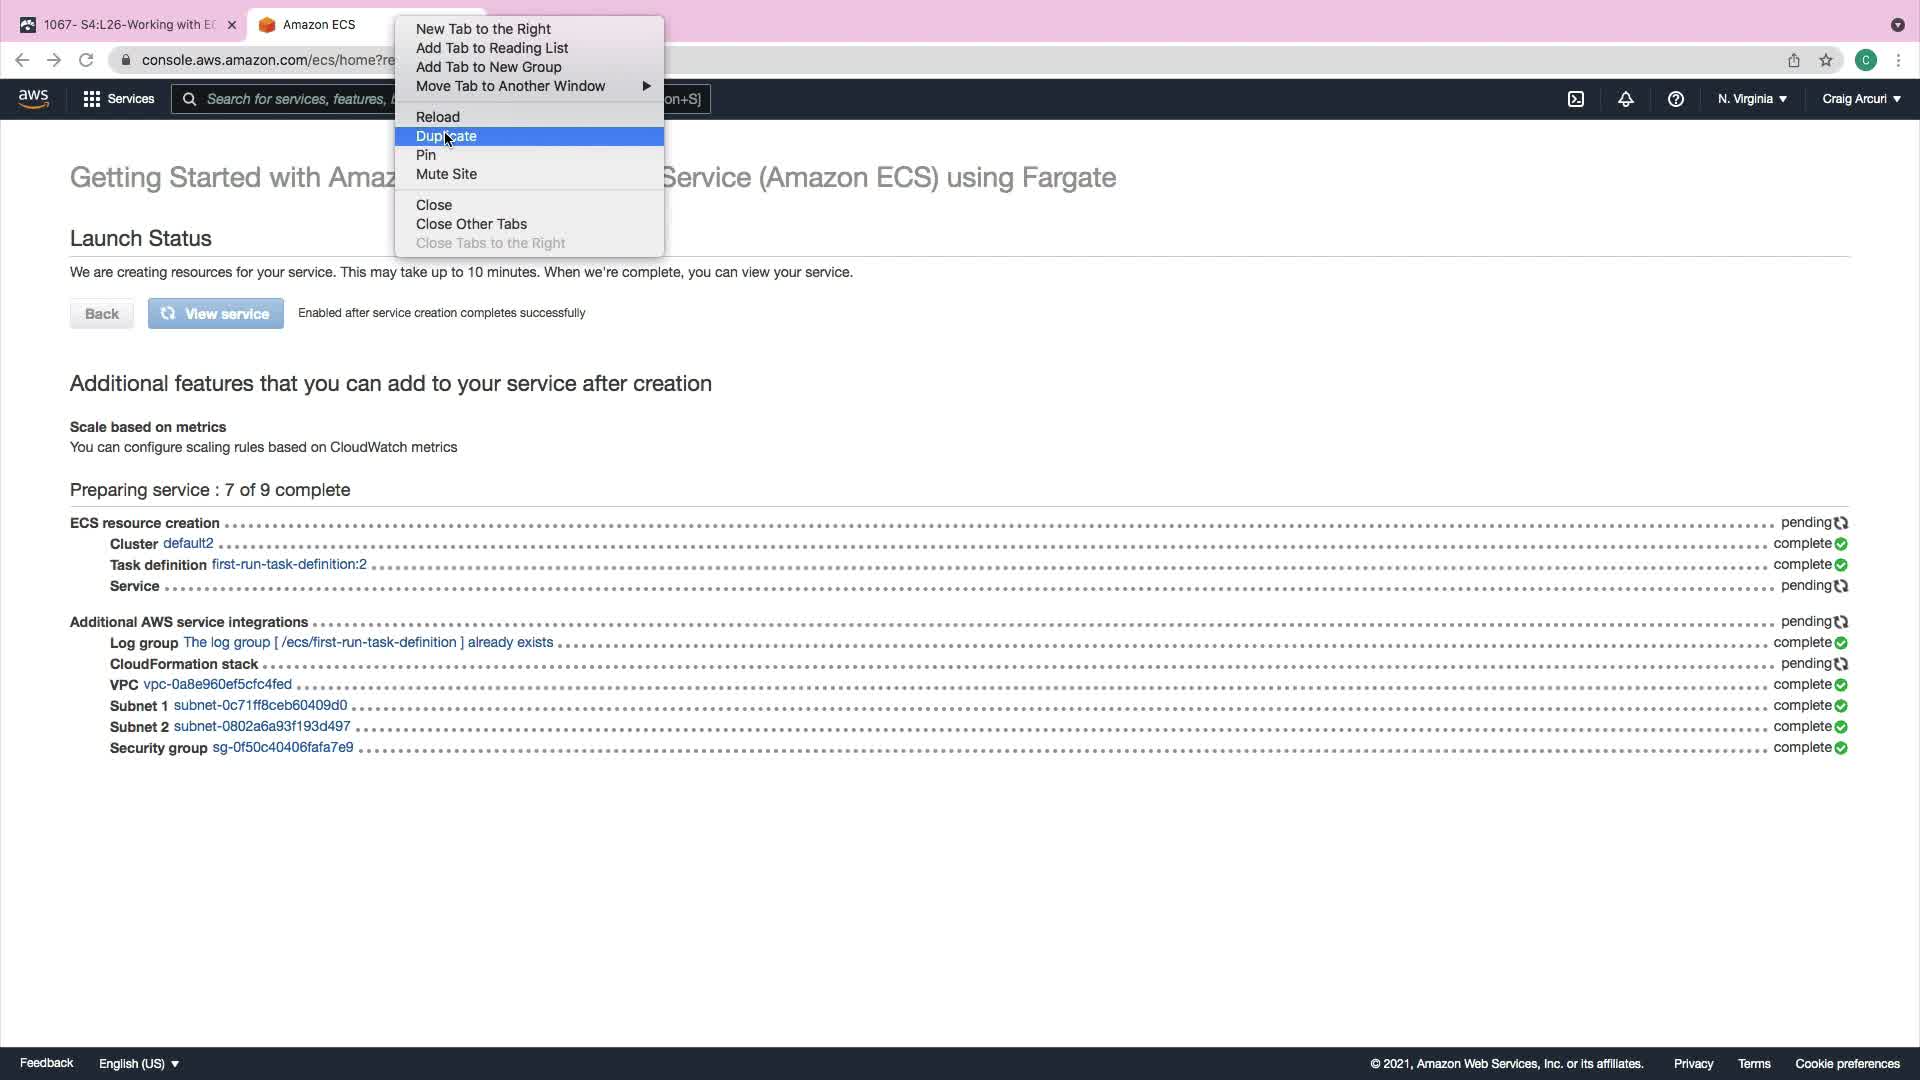 1067- S4:L26-Working with EC
Amazon ECS
console.aws.amazon.com/ecs/home?re
aws
Services
Search for services, features, b
on+S]
N. Virginia
Craig Arcuri
C
New Tab to the Right
Add Tab to Reading List
Add Tab to New Group
Move Tab to Another Window
Reload
Duplicate
Pin
Mute Site
Close
Close Other Tabs
Close Tabs to the Right
Getting Started with Amaz Service (Amazon ECS) using Fargate
Launch Status
We are creating resources for your service. This may take up to 10 minutes. When we're complete, you can view your service.
Back
View service
Enabled after service creation completes successfully
Additional features that you can add to your service after creation
Scale based on metrics
You can configure scaling rules based on CloudWatch metrics
Preparing service : 7 of 9 complete
ECS resource creation pending
Cluster default2 complete
Task definition first-run-task-definition:2 complete
Service pending
Additional AWS service integrations pending
Log group The log group [ /ecs/first-run-task-definition ] already exists complete
CloudFormation stack pending
VPC vpc-0a8e960ef5cfc4fed complete
Subnet 1 subnet-0c71ff8ceb60409d0 complete
Subnet 2 subnet-0802a6a93f193d497 complete
Security group sg-0f50c40406fafa7e9 complete
Feedback
English (US)
© 2021, Amazon Web Services, Inc. or its affiliates.
Privacy
Terms
Cookie preferences